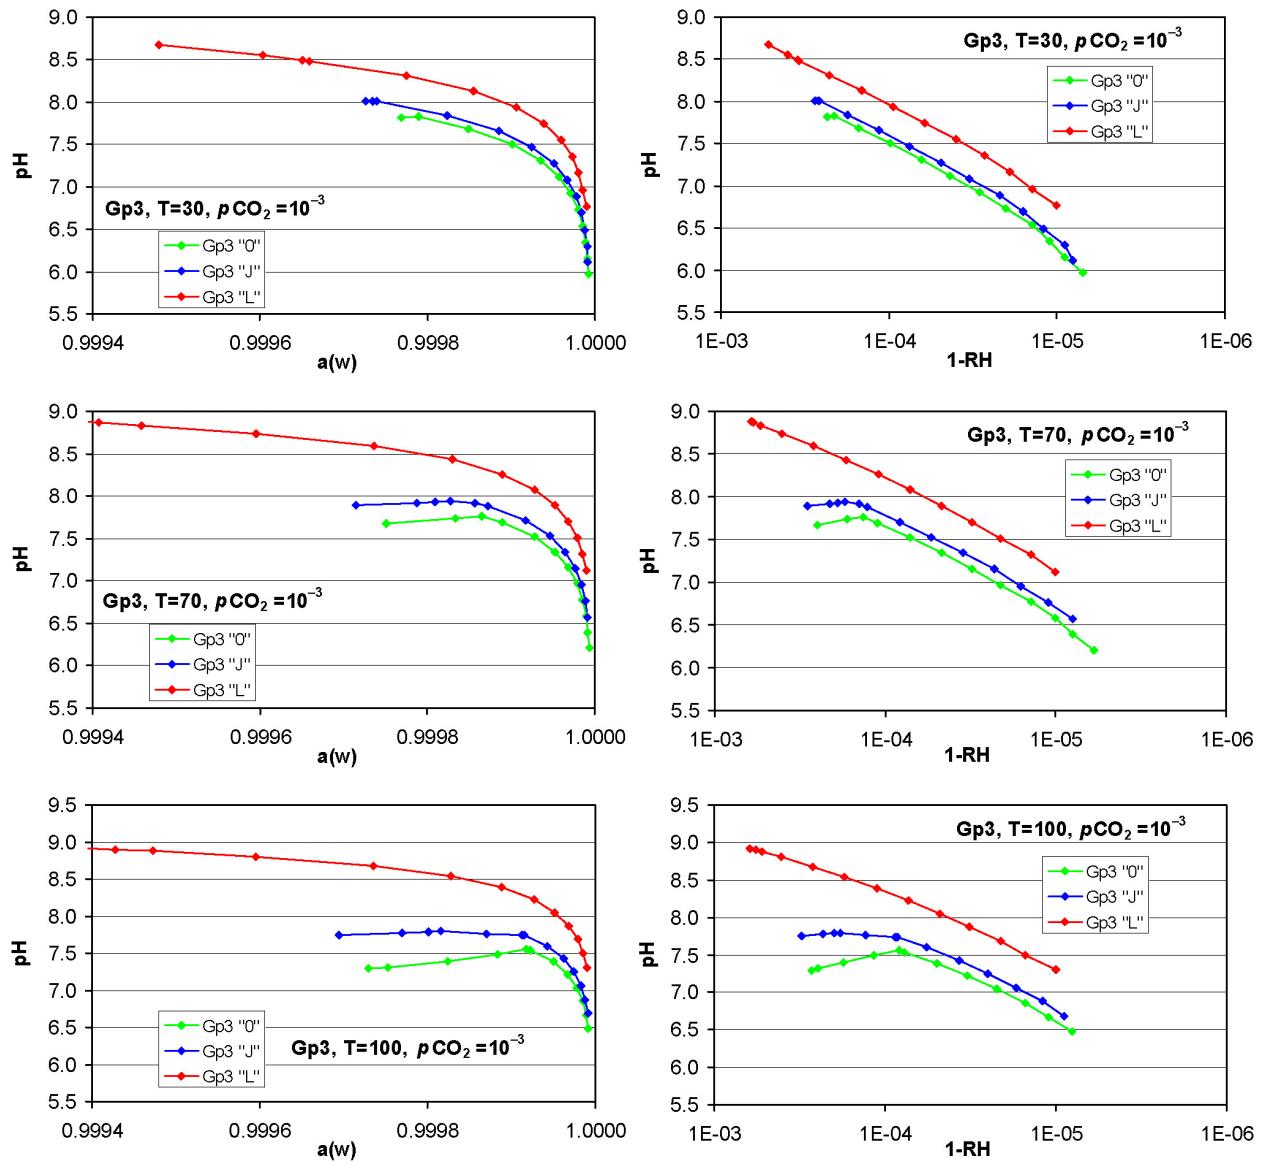 9.0
8.5
8.0
7.5
7.0
6.5
6.0
5.5
pH
Gp3, T=30, pCO₂ =10⁻³
Gp3 "0"
Gp3 "J"
Gp3 "L"
0.9994
0.9996
0.9998
1.0000
a(w)
9.0
8.5
8.0
7.5
7.0
6.5
6.0
5.5
pH
Gp3, T=30, pCO₂ =10⁻³
Gp3 "0"
Gp3 "J"
Gp3 "L"
1E-03
1E-04
1E-05
1E-06
1-RH
9.0
8.5
8.0
7.5
7.0
6.5
6.0
5.5
pH
Gp3, T=70, pCO₂ =10⁻³
Gp3 "0"
Gp3 "J"
Gp3 "L"
0.9994
0.9996
0.9998
1.0000
a(w)
9.0
8.5
8.0
7.5
7.0
6.5
6.0
5.5
pH
Gp3, T=70, pCO₂ =10⁻³
Gp3 "0"
Gp3 "J"
Gp3 "L"
1E-03
1E-04
1E-05
1E-06
1-RH
9.5
9.0
8.5
8.0
7.5
7.0
6.5
6.0
5.5
pH
Gp3 "0"
Gp3 "J"
Gp3 "L"
Gp3, T=100, pCO₂ =10⁻³
0.9994
0.9996
0.9998
1.0000
a(w)
9.5
9.0
8.5
8.0
7.5
7.0
6.5
6.0
5.5
pH
Gp3, T=100, pCO₂ =10⁻³
Gp3 "0"
Gp3 "J"
Gp3 "L"
1E-03
1E-04
1E-05
1E-06
1-RH